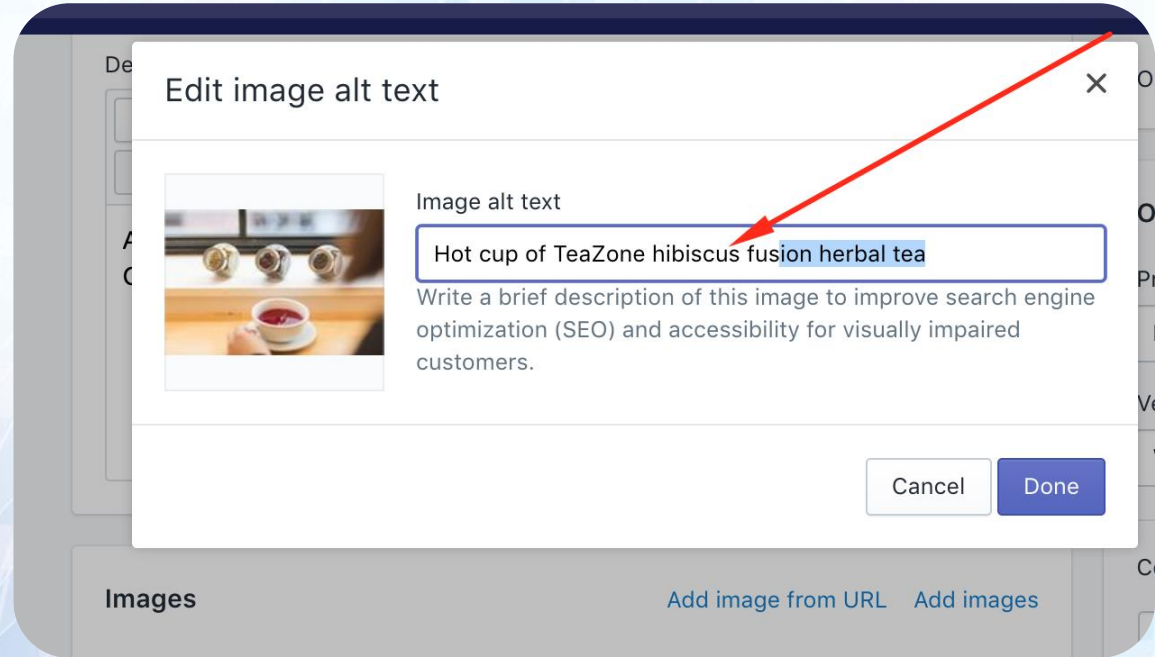 De
Edit image alt text
Image alt text
Hot cup of TeaZone hibiscus fusion herbal tea
Write a brief description of this image to improve search engine
optimization (SEO) and accessibility for visually impaired
customers.
Cancel
Done
Images
Add image from URL
Add images